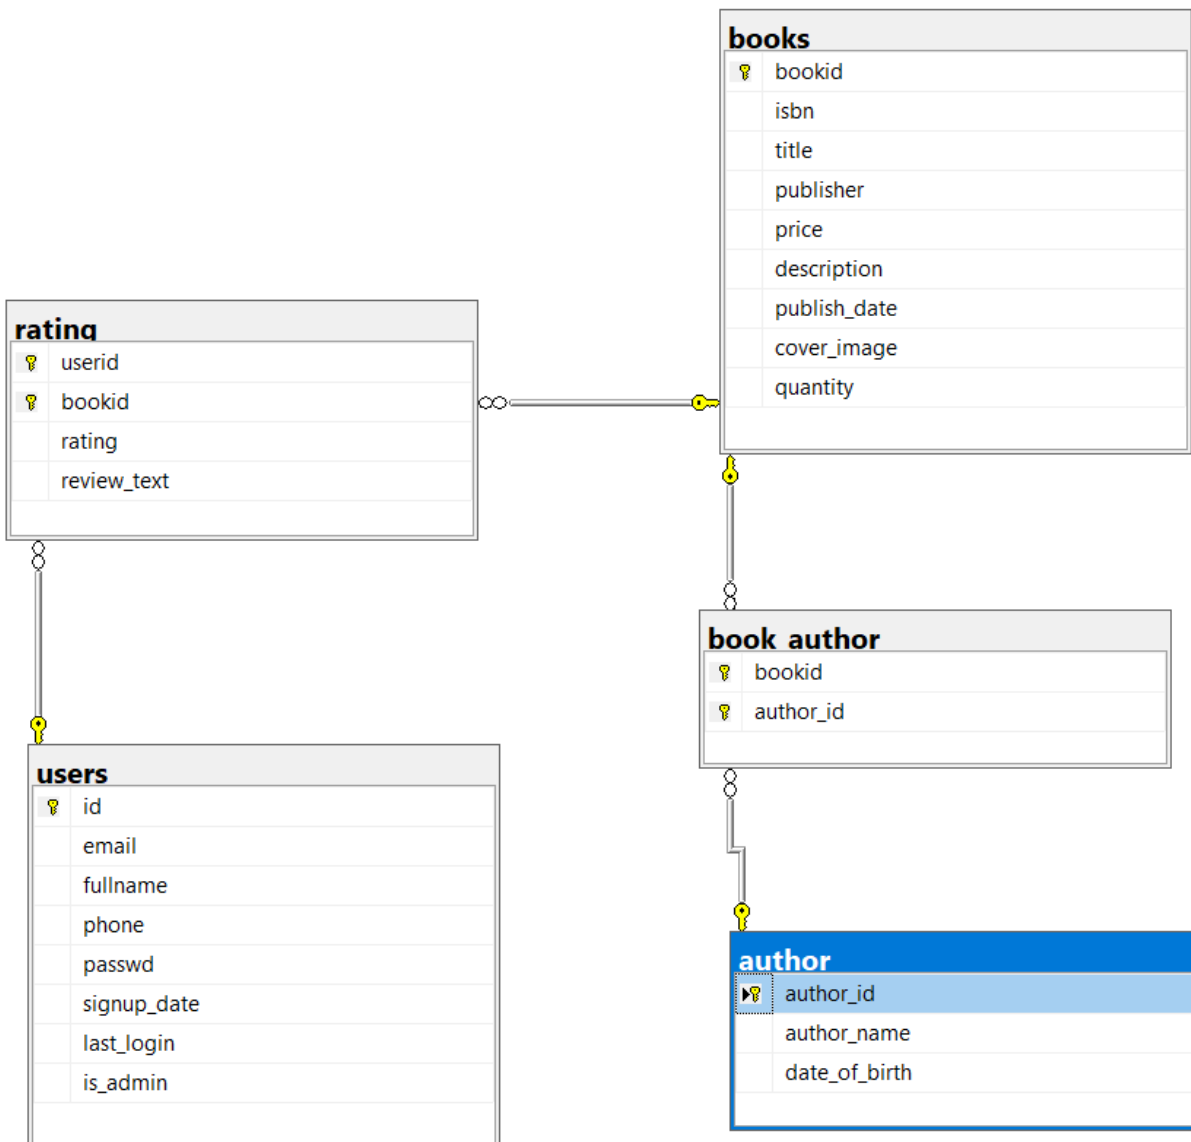 books
bookid
isbn
title
publisher
price
description
publish_date
cover_image
quantity
rating
userid
bookid
rating
review_text
book_author
bookid
author_id
users
id
email
fullname
phone
passwd
signup_date
last_login
is_admin
author
author_id
author_name
date_of_birth